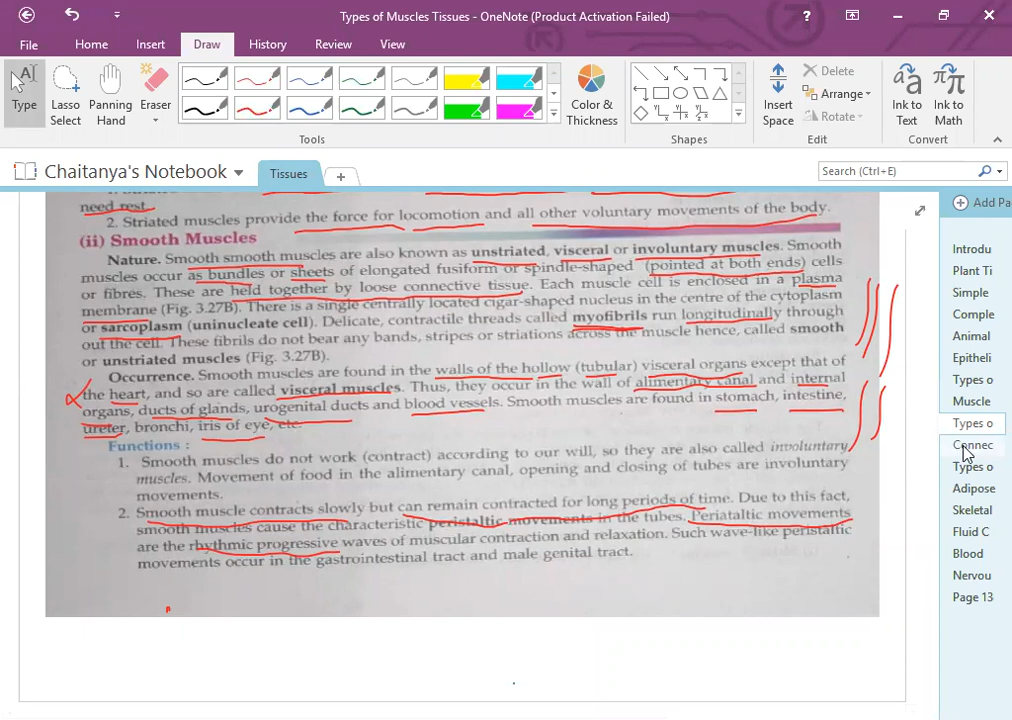 Types of Muscles Tissues - OneNote (Product Activation Failed)
?
File
Home
Insert
Draw
History
Review
View
Type
Lasso
Select
Panning
Hand
Eraser
Color &
Thickness
Insert
Space
Delete
Arrange
Rotate
Ink to
Text
Ink to
Math
Tools
Shapes
Edit
Convert
Chaitanya's Notebook
Tissues
Search (Ctrl+E)
need rest.
2. Striated muscles provide the force for locomotion and all other voluntary movements of the body.
(ii) Smooth Muscles
Nature. Smooth smooth muscles are also known as unstriated, visceral or involuntary muscles. Smooth
muscles occur as bundles or sheets of elongated fusiform or spindle-shaped (pointed at both ends) cells
or fibres. These are held together by loose connective tissue. Each muscle cell is enclosed in a plasma
membrane (Fig. 3.27B). There is a single centrally located cigar-shaped nucleus in the centre of the cytoplasm
or sarcoplasm (uninucleate cell). Delicate, contractile threads called myofibrils run longitudinally through
out the cell. These fibrils do not bear any bands, stripes or striations across the muscle hence, called smooth
or unstriated muscles (Fig. 3.27B).
Occurrence. Smooth muscles are found in the walls of the hollow (tubular) visceral organs except that of
the heart, and so are called visceral muscles. Thus, they occur in the wall of alimentary canal and internal
organs, ducts of glands, urogenital ducts and blood vessels. Smooth muscles are found in stomach, intestine,
ureter, bronchi, iris of eye, etc.
Functions :
1. Smooth muscles do not work (contract) according to our will, so they are also called involuntary
muscles. Movement of food in the alimentary canal, opening and closing of tubes are involuntary
movements.
2. Smooth muscle contracts slowly but can remain contracted for long periods of time. Due to this fact,
smooth muscles cause the characteristic peristaltic movements in the tubes. Periataltic movements
are the rhythmic progressive waves of muscular contraction and relaxation. Such wave-like peristaltic
movements occur in the gastrointestinal tract and male genital tract.
Add Pa
Introdu
Plant Ti
Simple
Comple
Animal
Epitheli
Types o
Muscle
Types o
Connec
Types o
Adipose
Skeletal
Fluid C
Blood
Nervou
Page 13